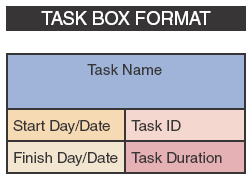 TASK BOX FORMAT
Task Name
Start Day/Date Task ID
Finish Day/Date Task Duration